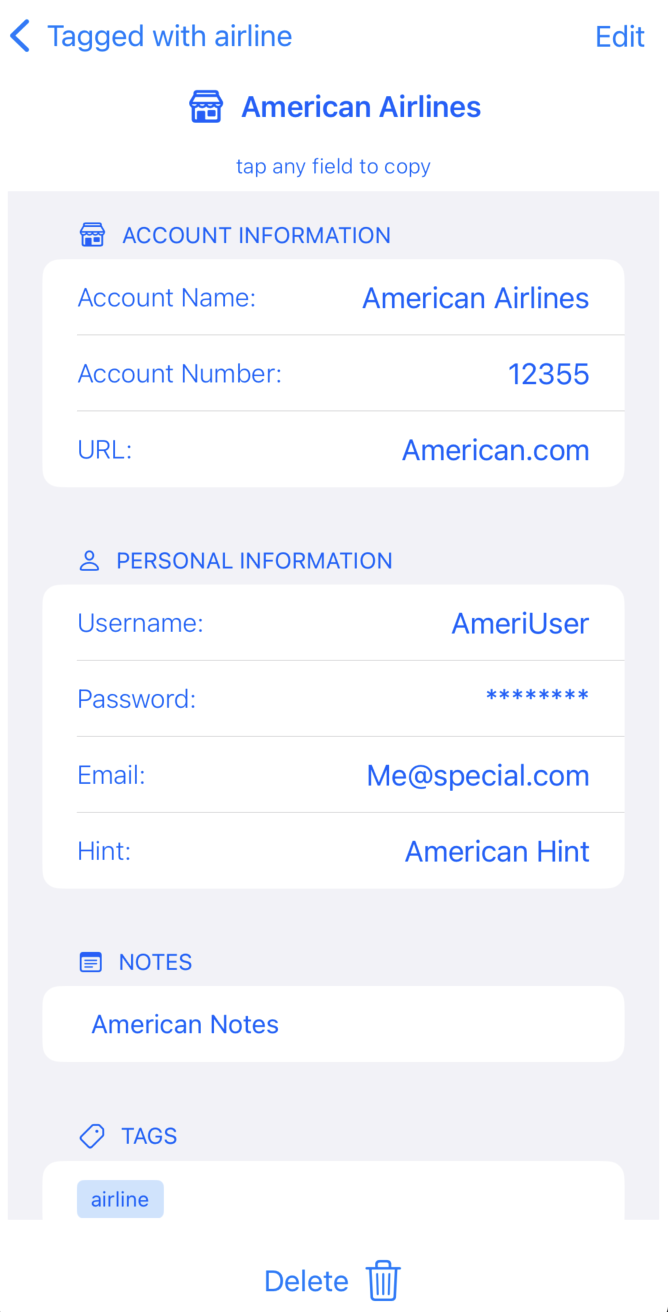 Tagged with airline Edit
American Airlines
tap any field to copy
ACCOUNT INFORMATION
Account Name: American Airlines
Account Number: 12355
URL: American.com
PERSONAL INFORMATION
Username: AmeriUser
Password: ********
Email: Me@special.com
Hint: American Hint
NOTES
American Notes
TAGS
airline
Delete